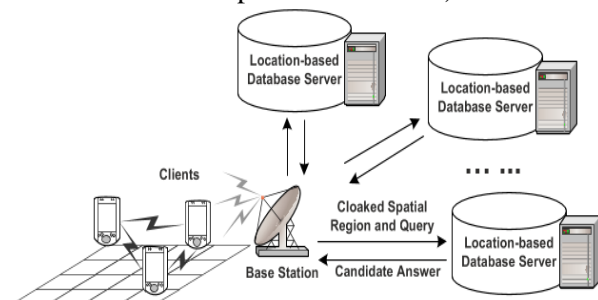 Location-based
Database Server
Location-based
Database Server
... ...
Clients
Cloaked Spatial
Region and Query
Location-based
Database Server
Base Station
Candidate Answer